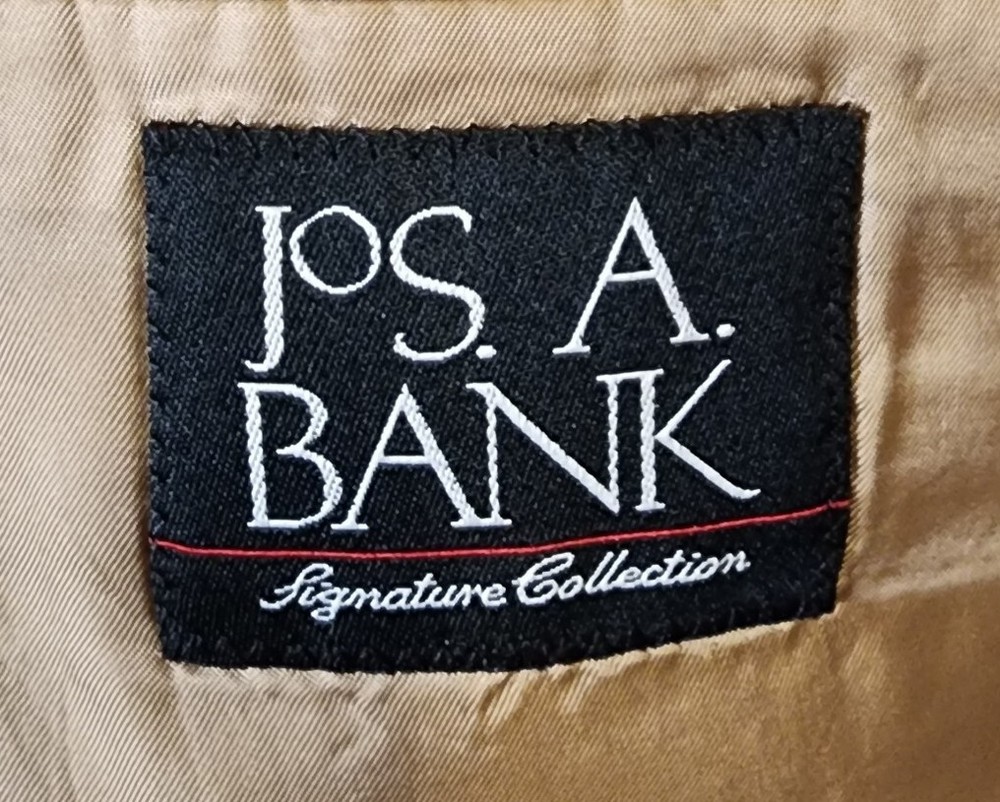 JOS. A.
BANK
Signature Collection